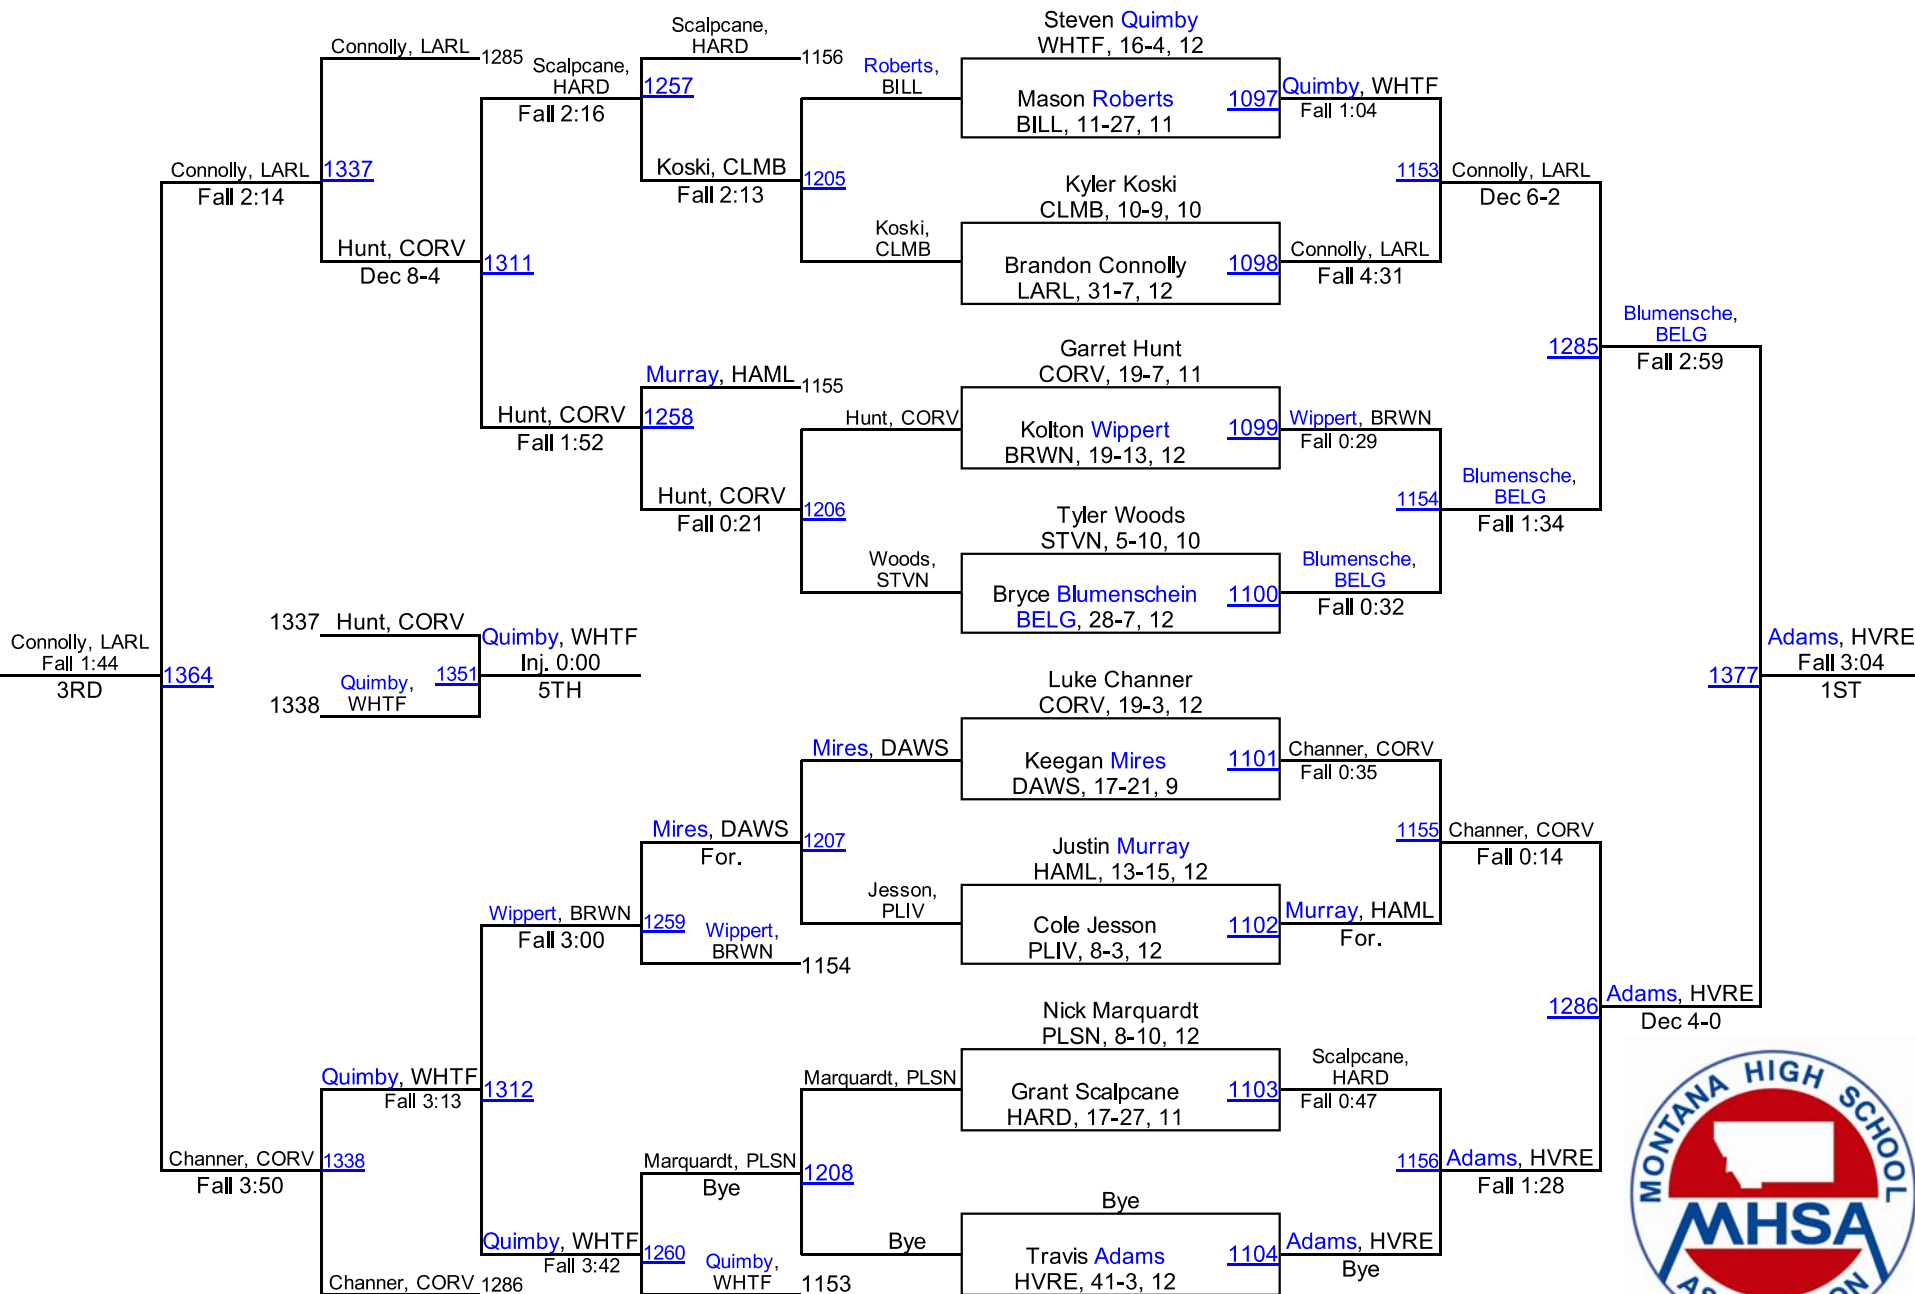 Steven Quimby
WHTF, 16-4, 12
Mason Roberts
BILL, 11-27, 11
1097
Kyler Koski
CLMB, 10-9, 10
Brandon Connolly
LARL, 31-7, 12
1098
Garret Hunt
CORV, 19-7, 11
Kolton Wippert
BRWN, 19-13, 12
1099
Tyler Woods
STVN, 5-10, 10
Bryce Blumenschein
BELG, 28-7, 12
1100
Luke Channer
CORV, 19-3, 12
Keegan Mires
DAWS, 17-21, 9
1101
Justin Murray
HAML, 13-15, 12
Cole Jesson
PLIV, 8-3, 12
1102
Nick Marquardt
PLSN, 8-10, 12
Grant Scalpcane
HARD, 17-27, 11
1103
Bye
Travis Adams
HVRE, 41-3, 12
1104
Quimby, WHTF
Fall 1:04
1153
Connolly, LARL
Fall 4:31
Wippert, BRWN
Fall 0:29
1154
Blumensche,
BELG
Fall 0:32
Channer, CORV
Fall 0:35
1155
Murray, HAML
For.
Scalpcane,
HARD
Fall 0:47
1156
Adams, HVRE
Bye
Connolly, LARL
Dec 6-2
1285
Blumensche,
BELG
Fall 1:34
Channer, CORV
Fall 0:14
1286
Adams, HVRE
Fall 1:28
Blumensche,
BELG
Fall 2:59
1377
Adams, HVRE
Dec 4-0
Adams, HVRE
Fall 3:04
1ST
Roberts,
BILL
1205
Koski,
CLMB
Hunt, CORV
1206
Woods,
STVN
Mires, DAWS
1207
Jesson,
PLIV
Marquardt, PLSN
1208
Bye
Scalpcane,
HARD
1156
1257
Koski, CLMB
Fall 2:13
Murray, HAML
1155
1258
Hunt, CORV
Fall 0:21
Mires, DAWS
For.
1259
Wippert,
BRWN
1154
Marquardt, PLSN
Bye
1260
Quimby,
WHTF
1153
Scalpcane,
HARD
Fall 2:16
1311
Hunt, CORV
Fall 1:52
Wippert, BRWN
Fall 3:00
1312
Quimby, WHTF
Fall 3:42
Connolly, LARL
1285
1337
Hunt, CORV
Dec 8-4
Quimby, WHTF
Fall 3:13
1338
Channer, CORV
1286
Connolly, LARL
Fall 2:14
1364
Channer, CORV
Fall 3:50
Connolly, LARL
Fall 1:44
3RD
1337
Hunt, CORV
1351
1338
Quimby,
WHTF
Quimby, WHTF
Inj. 0:00
5TH
MONTANA HIGH SCHOOL
MHSA